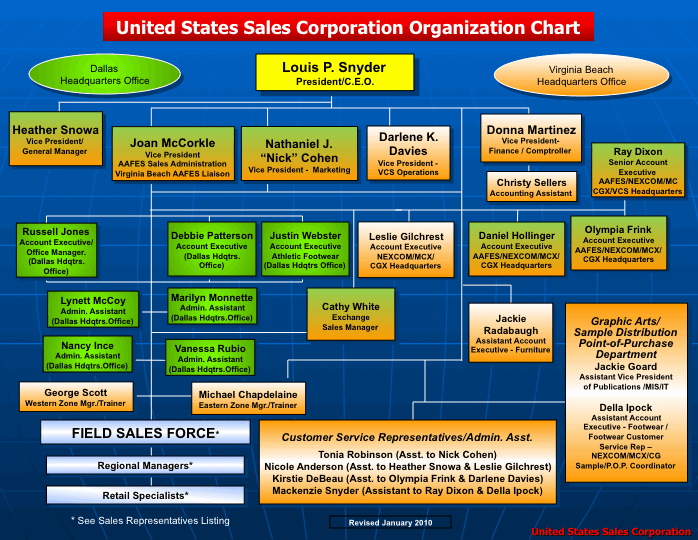 United States Sales Corporation Organization Chart
Dallas
Headquarters Office
Louis P. Snyder
President/C.E.O.
Virginia Beach
Headquarters Office
Heather Snowa
Vice President/
General Manager
Joan McCorkle
Vice President
AAFES Sales Administration
Virginia Beach AAFES Liaison
Nathaniel J.
“Nick” Cohen
Vice President - Marketing
Darlene K.
Davies
Vice President -
VCS Operations
Donna Martinez
Vice President-
Finance / Comptroller
Christy Sellers
Accounting Assistant
Ray Dixon
Senior Account
Executive
AAFES/NEXCOM/MC
CGX/VCS Headquarters
Russell Jones
Account Executive/
Office Manager.
(Dallas Hdqtrs.
Office)
Debbie Patterson
Account Executive
(Dallas Hdqtrs.
Office)
Justin Webster
Account Executive
Athletic Footwear
(Dallas Hdqtrs Office)
Leslie Gilchrest
Account Executive
NEXCOM/MCX/
CGX Headquarters
Daniel Hollinger
Account Executive
AAFES/NEXCOM/MCX/
CGX Headquarters
Olympia Frink
Account Executive
AAFES/NEXCOM/MCX/
CGX Headquarters
Lynett McCoy
Admin. Assistant
(Dallas Hdqtrs.Office)
Marilyn Monnette
Admin. Assistant
(Dallas Hdqtrs.Office)
Cathy White
Exchange
Sales Manager
Jackie
Radabaugh
Assistant Account
Executive - Furniture
Nancy Ince
Admin. Assistant
(Dallas Hdqtrs.Office)
Vanessa Rubio
Admin. Assistant
(Dallas Hdqtrs.Office)
Graphic Arts/
Sample Distribution
Point-of-Purchase
Department
Jackie Goard
Assistant Vice President
of Publications /MIS/IT
Della Ipock
Assistant Account
Executive - Footwear /
Footwear Customer
Service Rep –
NEXCOM/MCX/CG
Sample/P.O.P. Coordinator
George Scott
Western Zone Mgr./Trainer
Michael Chapdelaine
Eastern Zone Mgr./Trainer
FIELD SALES FORCE*
Regional Managers*
Retail Specialists*
Customer Service Representatives/Admin. Asst.
Tonia Robinson (Asst. to Nick Cohen)
Nicole Anderson (Asst. to Heather Snowa & Leslie Gilchrest)
Kirstie DeBeau (Asst. to Olympia Frink & Darlene Davies)
Mackenzie Snyder (Assistant to Ray Dixon & Della Ipock)
* See Sales Representatives Listing
Revised January 2010
United States Sales Corporation